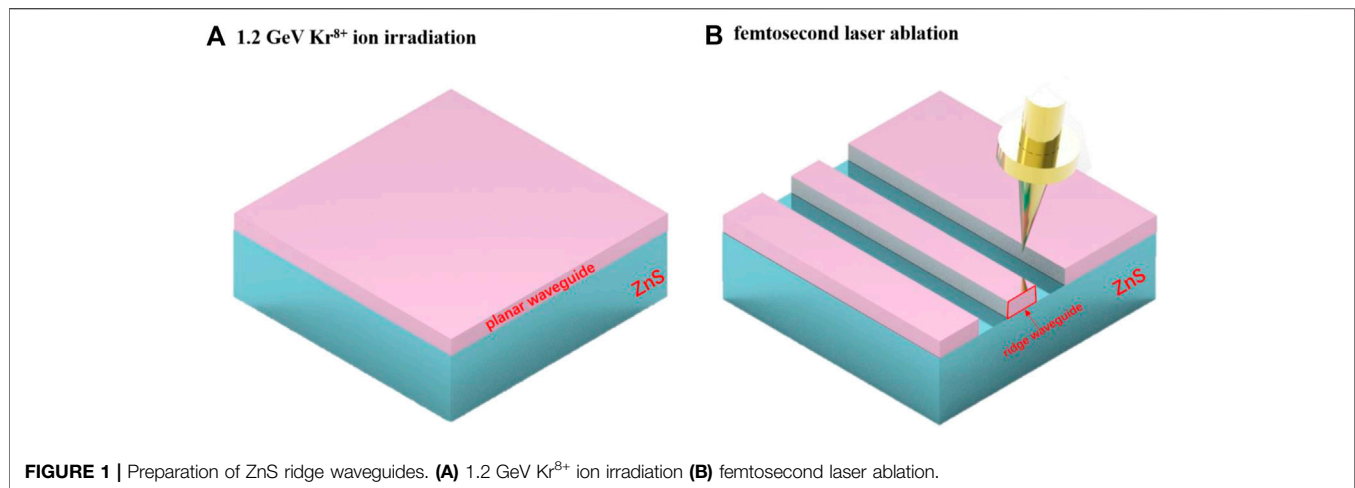 A 1.2 GeV Kr⁸⁺ ion irradiation
B femtosecond laser ablation
planar waveguide
ZnS
ridge waveguide
ZnS
FIGURE 1 | Preparation of ZnS ridge waveguides. (A) 1.2 GeV Kr⁸⁺ ion irradiation (B) femtosecond laser ablation.